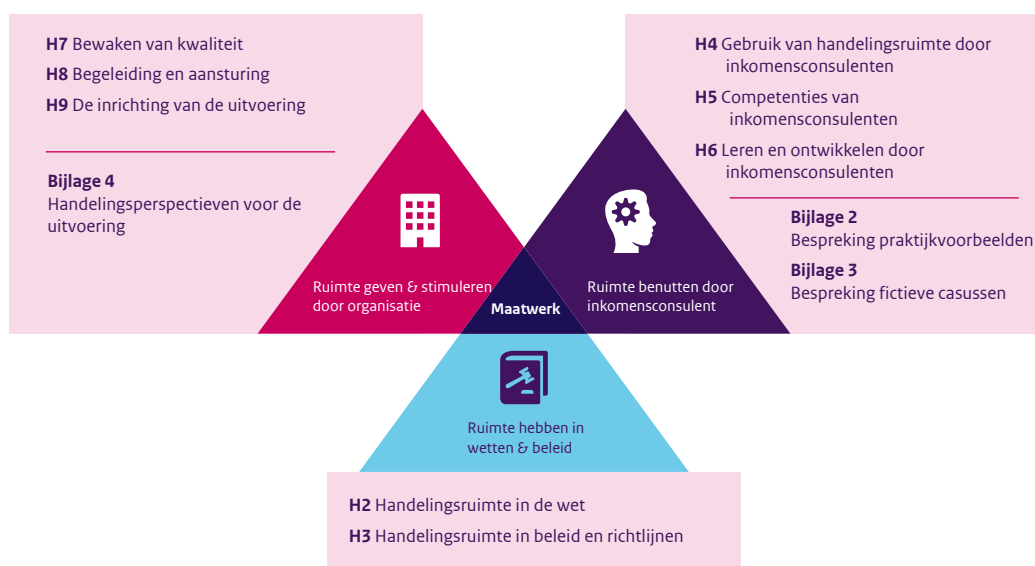 H7 Bewaken van kwaliteit
H8 Begeleiding en aansturing
H9 De inrichting van de uitvoering
Bijlage 4
Handelingsperspectieven voor de
uitvoering
H4 Gebruik van handelingsruimte door
inkomensconsulenten
H5 Competenties van
inkomensconsulenten
H6 Leren en ontwikkelen door
inkomensconsulenten
Bijlage 2
Bespreking praktijkvoorbeelden
Bijlage 3
Bespreking fictieve casussen
Ruimte geven & stimuleren
door organisatie
Maatwerk
Ruimte benutten door
inkomensconsulent
Ruimte hebben in
wetten & beleid
H2 Handelingsruimte in de wet
H3 Handelingsruimte in beleid en richtlijnen